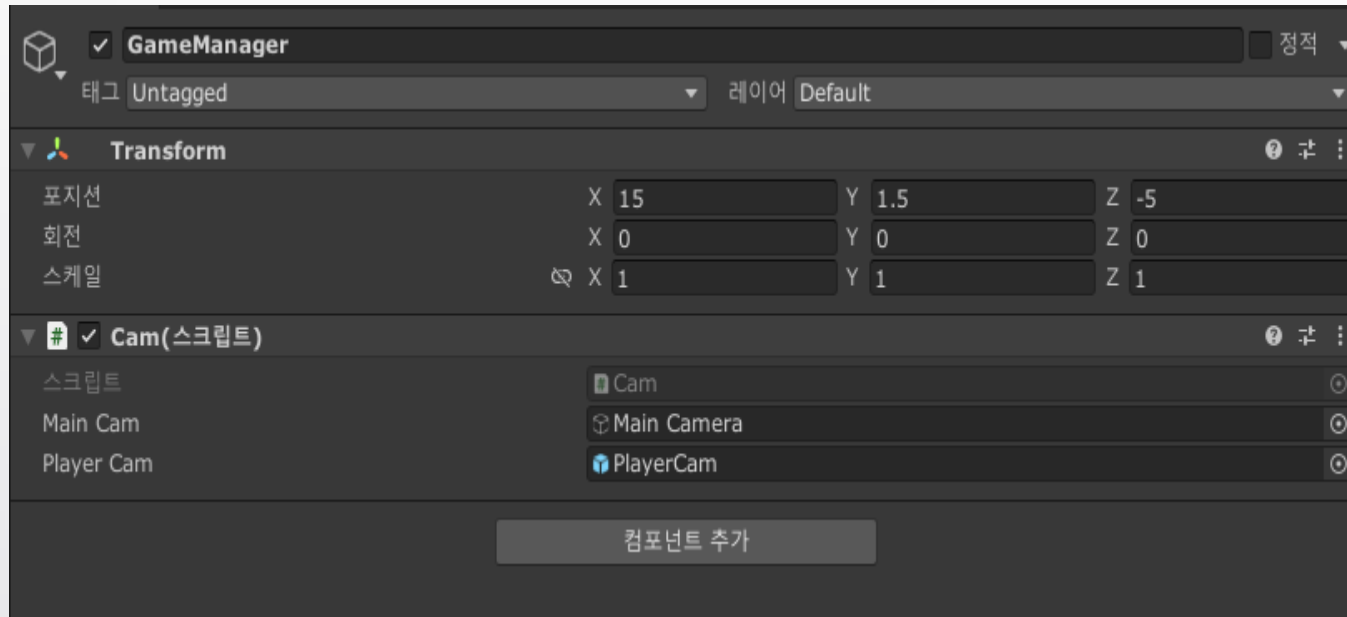 GameManager 정적
태그 Untagged 레이어 Default
Transform
포지션 X 15 Y 1.5 Z -5
회전 X 0 Y 0 Z 0
스케일 X 1 Y 1 Z 1
# Cam(스크립트)
스크립트 Cam
Main Cam Main Camera
Player Cam PlayerCam
컴포넌트 추가